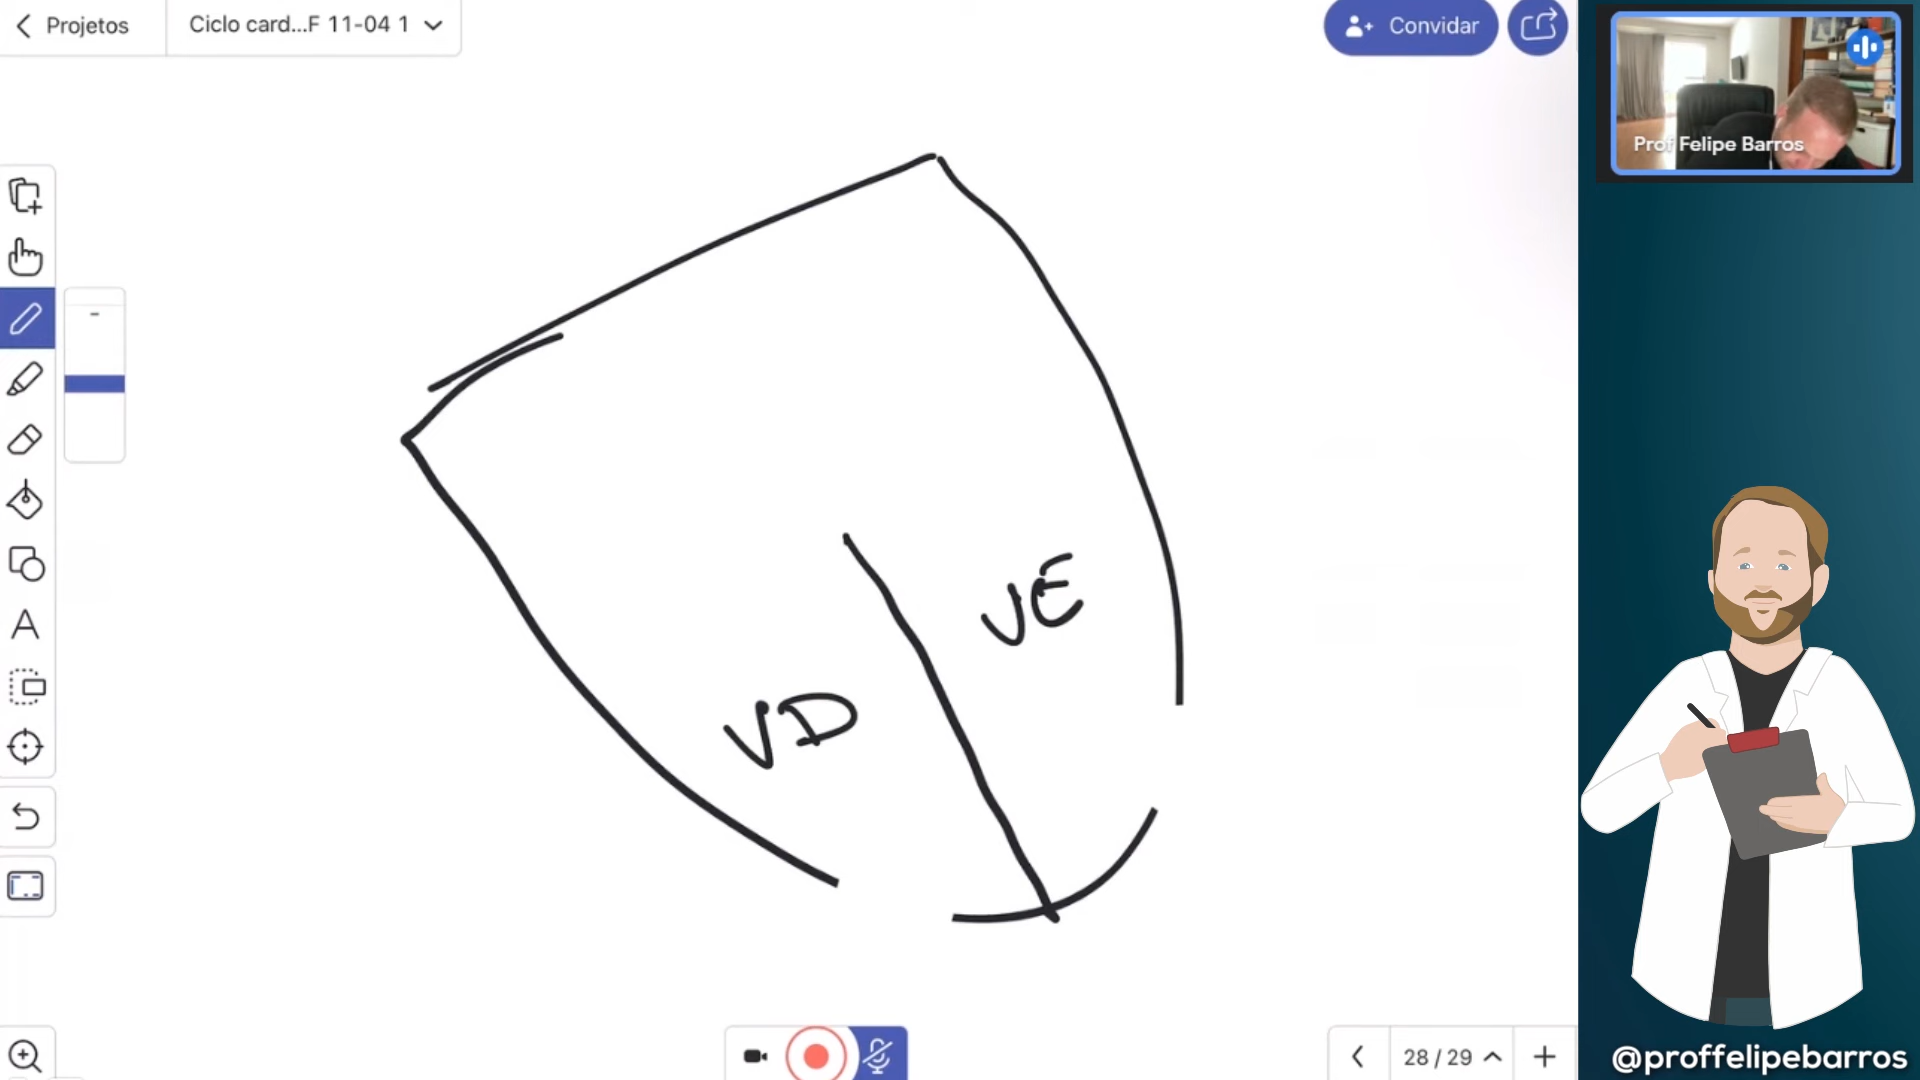 Projetos
Ciclo card...F 11-04 1
Convidar
Prof Felipe Barros
A
VE
VD
28 / 29
@proffelipebarros